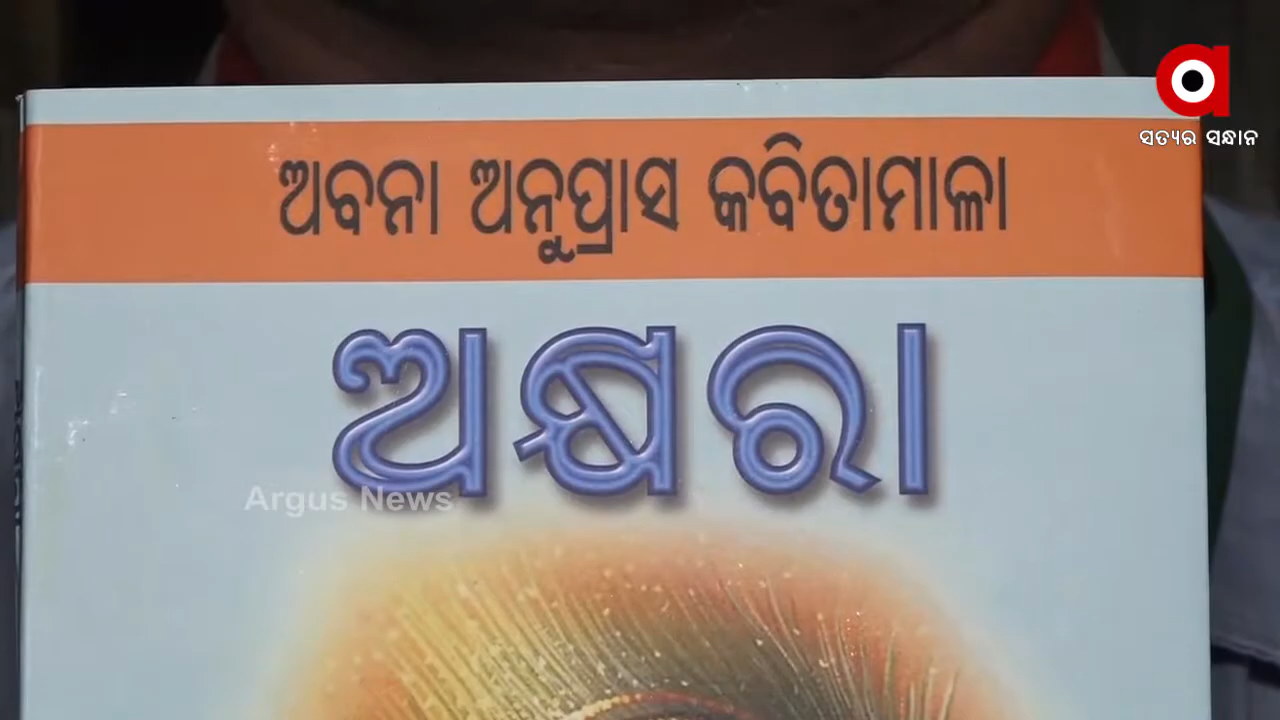 ସତ୍ୟର ସନ୍ଧାନ
ଅବନା ଅନୁପ୍ରାସ କବିତାମାଳା
ଅକ୍ଷରା
Argus News